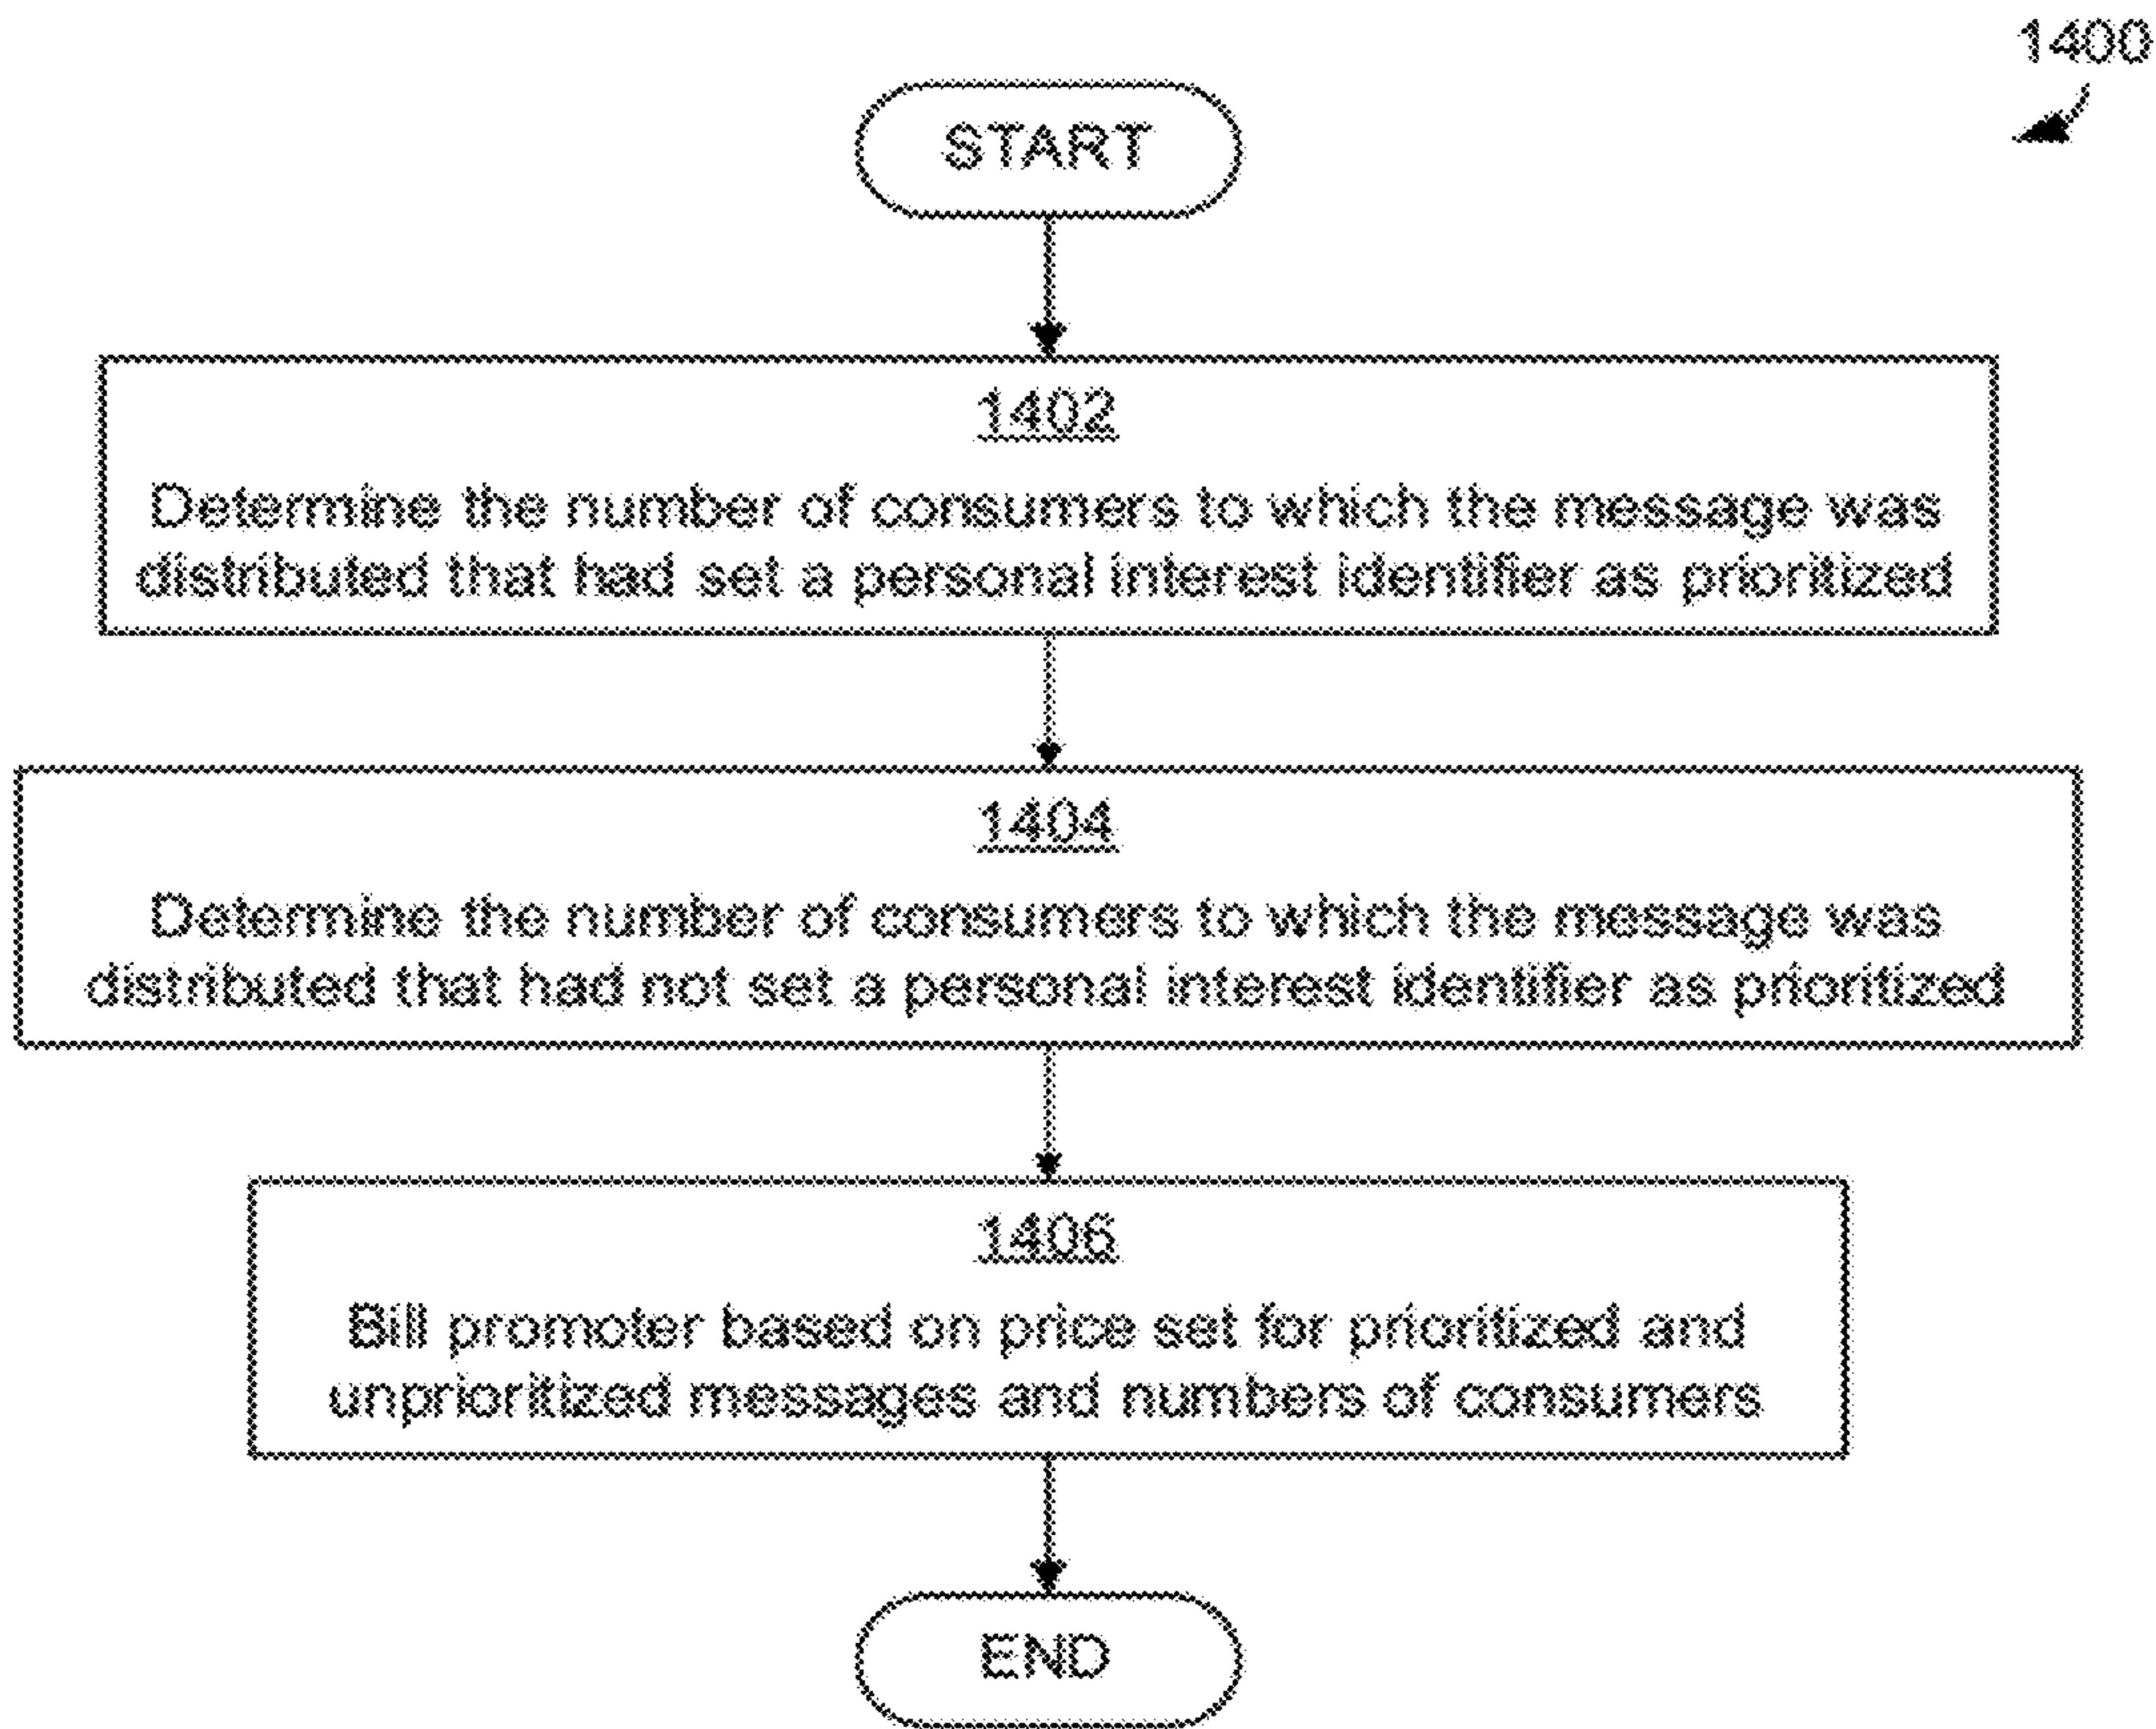 1400
START
1402
Determine the number of consumers to which the message was
distributed that had set a personal interest identifier as prioritized
1404
Determine the number of consumers to which the message was
distributed that had not set a personal interest identifier as prioritized
1406
Bill promoter based on price set for prioritized and
unprioritized messages and numbers of consumers
END